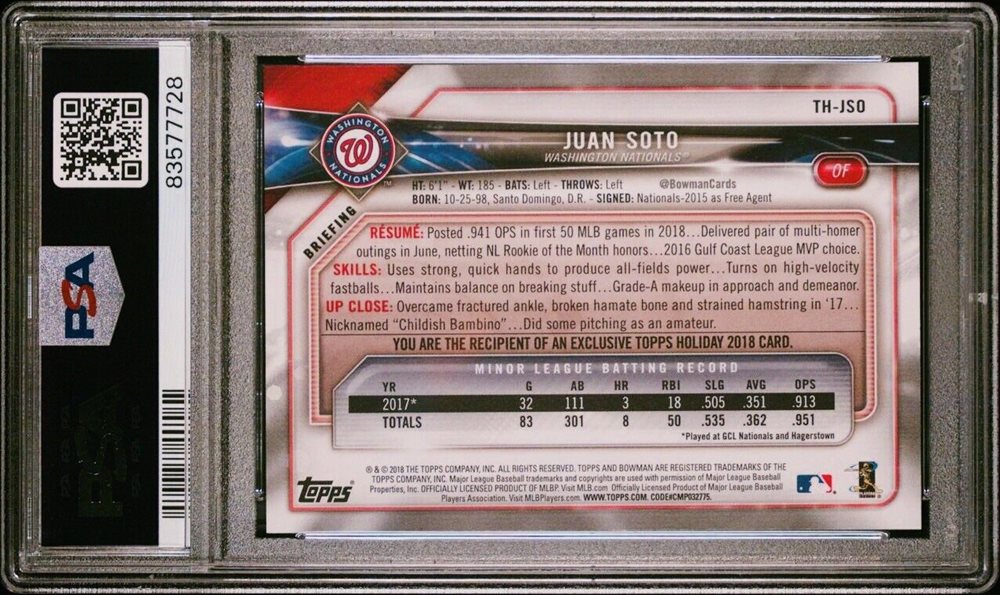 83577728
PSA
TH-JSO
WASHINGTON NATIONALS
W
™
JUAN SOTO
WASHINGTON NATIONALS®
OF
HT: 6'1" - WT: 185 - BATS: Left - THROWS: Left @BowmanCards
BORN: 10-25-98, Santo Domingo, D.R. - SIGNED: Nationals-2015 as Free Agent
BRIEFING
RÉSUMÉ: Posted .941 OPS in first 50 MLB games in 2018...Delivered pair of multi-homer
outings in June, netting NL Rookie of the Month honors...2016 Gulf Coast League MVP choice.
SKILLS: Uses strong, quick hands to produce all-fields power...Turns on high-velocity
fastballs...Maintains balance on breaking stuff...Grade-A makeup in approach and demeanor.
UP CLOSE: Overcame fractured ankle, broken hamate bone and strained hamstring in '17...
Nicknamed “Childish Bambino”...Did some pitching as an amateur.
YOU ARE THE RECIPIENT OF AN EXCLUSIVE TOPPS HOLIDAY 2018 CARD.
MINOR LEAGUE BATTING RECORD
YR G AB HR RBI SLG AVG OPS
2017* 32 111 3 18 .505 .351 .913
TOTALS 83 301 8 50 .535 .362 .951
*Played at GCL Nationals and Hagerstown
® & © 2018 THE TOPPS COMPANY, INC. ALL RIGHTS RESERVED. TOPPS AND BOWMAN ARE REGISTERED TRADEMARKS OF THE
TOPPS COMPANY, INC. Major League Baseball trademarks and copyrights are used with permission of Major League Baseball
Properties, Inc. OFFICIALLY LICENSED PRODUCT OF MLBP. Visit MLB.com Officially Licensed Product of Major League Baseball
Players Association. Visit MLBPlayers.com. WWW.TOPPS.COM. CODE#CMP032775.
topps®